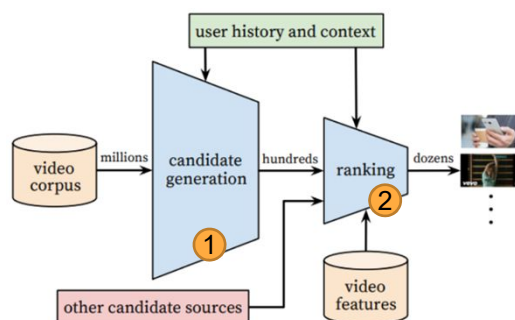 user history and context
millions
hundreds
dozens
video
corpus
candidate
generation
ranking
1
2
vevo
other candidate sources
video
features